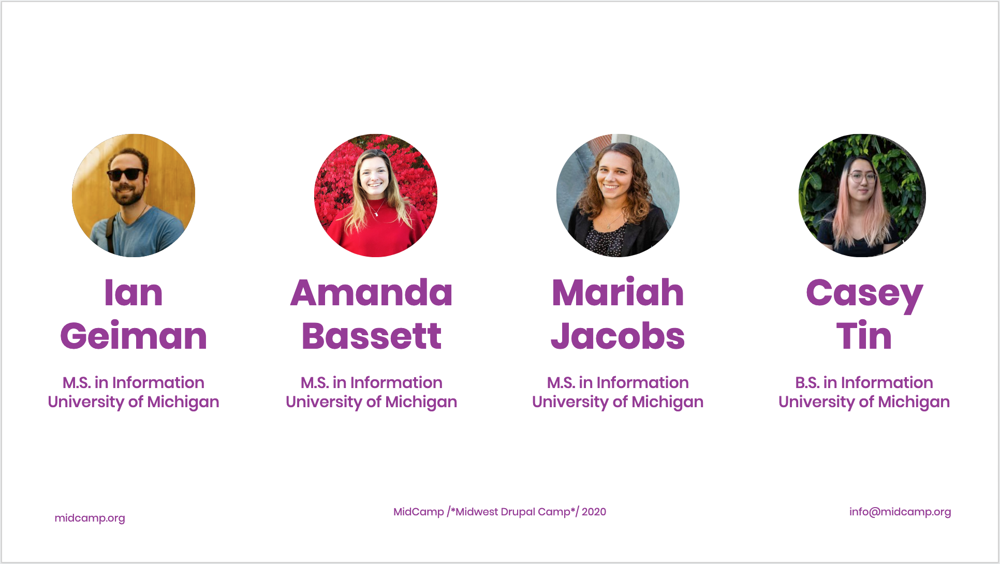 Ian
Geiman
M.S. in Information
University of Michigan
Amanda
Bassett
M.S. in Information
University of Michigan
Mariah
Jacobs
M.S. in Information
University of Michigan
Casey
Tin
B.S. in Information
University of Michigan
midcamp.org
MidCamp /*Midwest Drupal Camp*/ 2020
info@midcamp.org